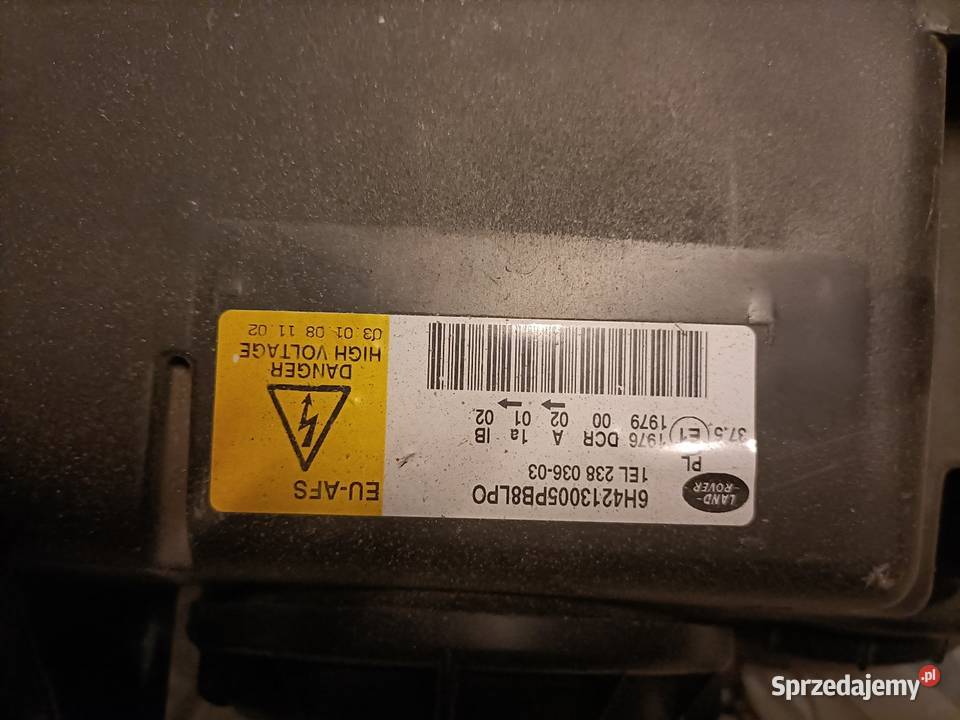 LAND-
ROVER
6H4213005PB8LPO
EU-AFS
1EL 238 036-03
PL
37.5
E1
1976 DCR A 1a IB
1979 00 02 01 02
DANGER
HIGH VOLTAGE
03 01 08 11 02
Sprzedajemy.pl